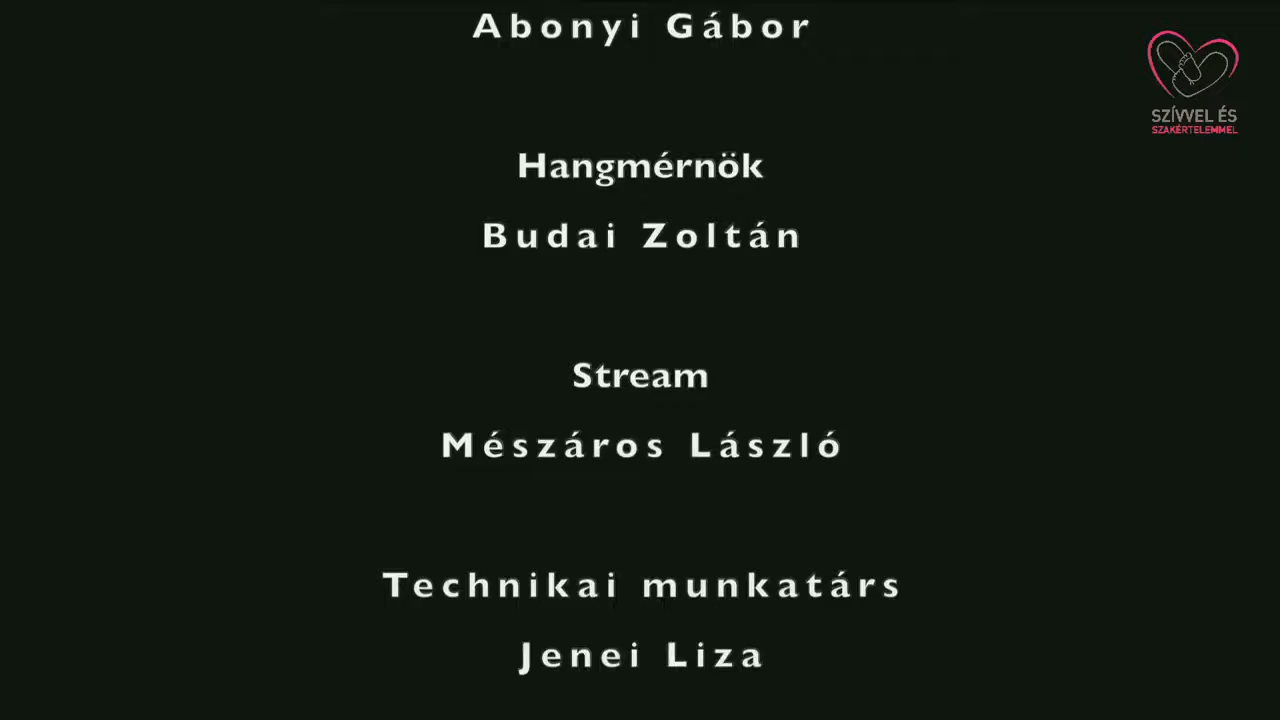 Abonyi Gábor
SZÍVVEL ÉS
SZAKÉRTELEMMEL
Hangmérnök
Budai Zoltán
Stream
Mészáros László
Technikai munkatárs
Jenei Liza